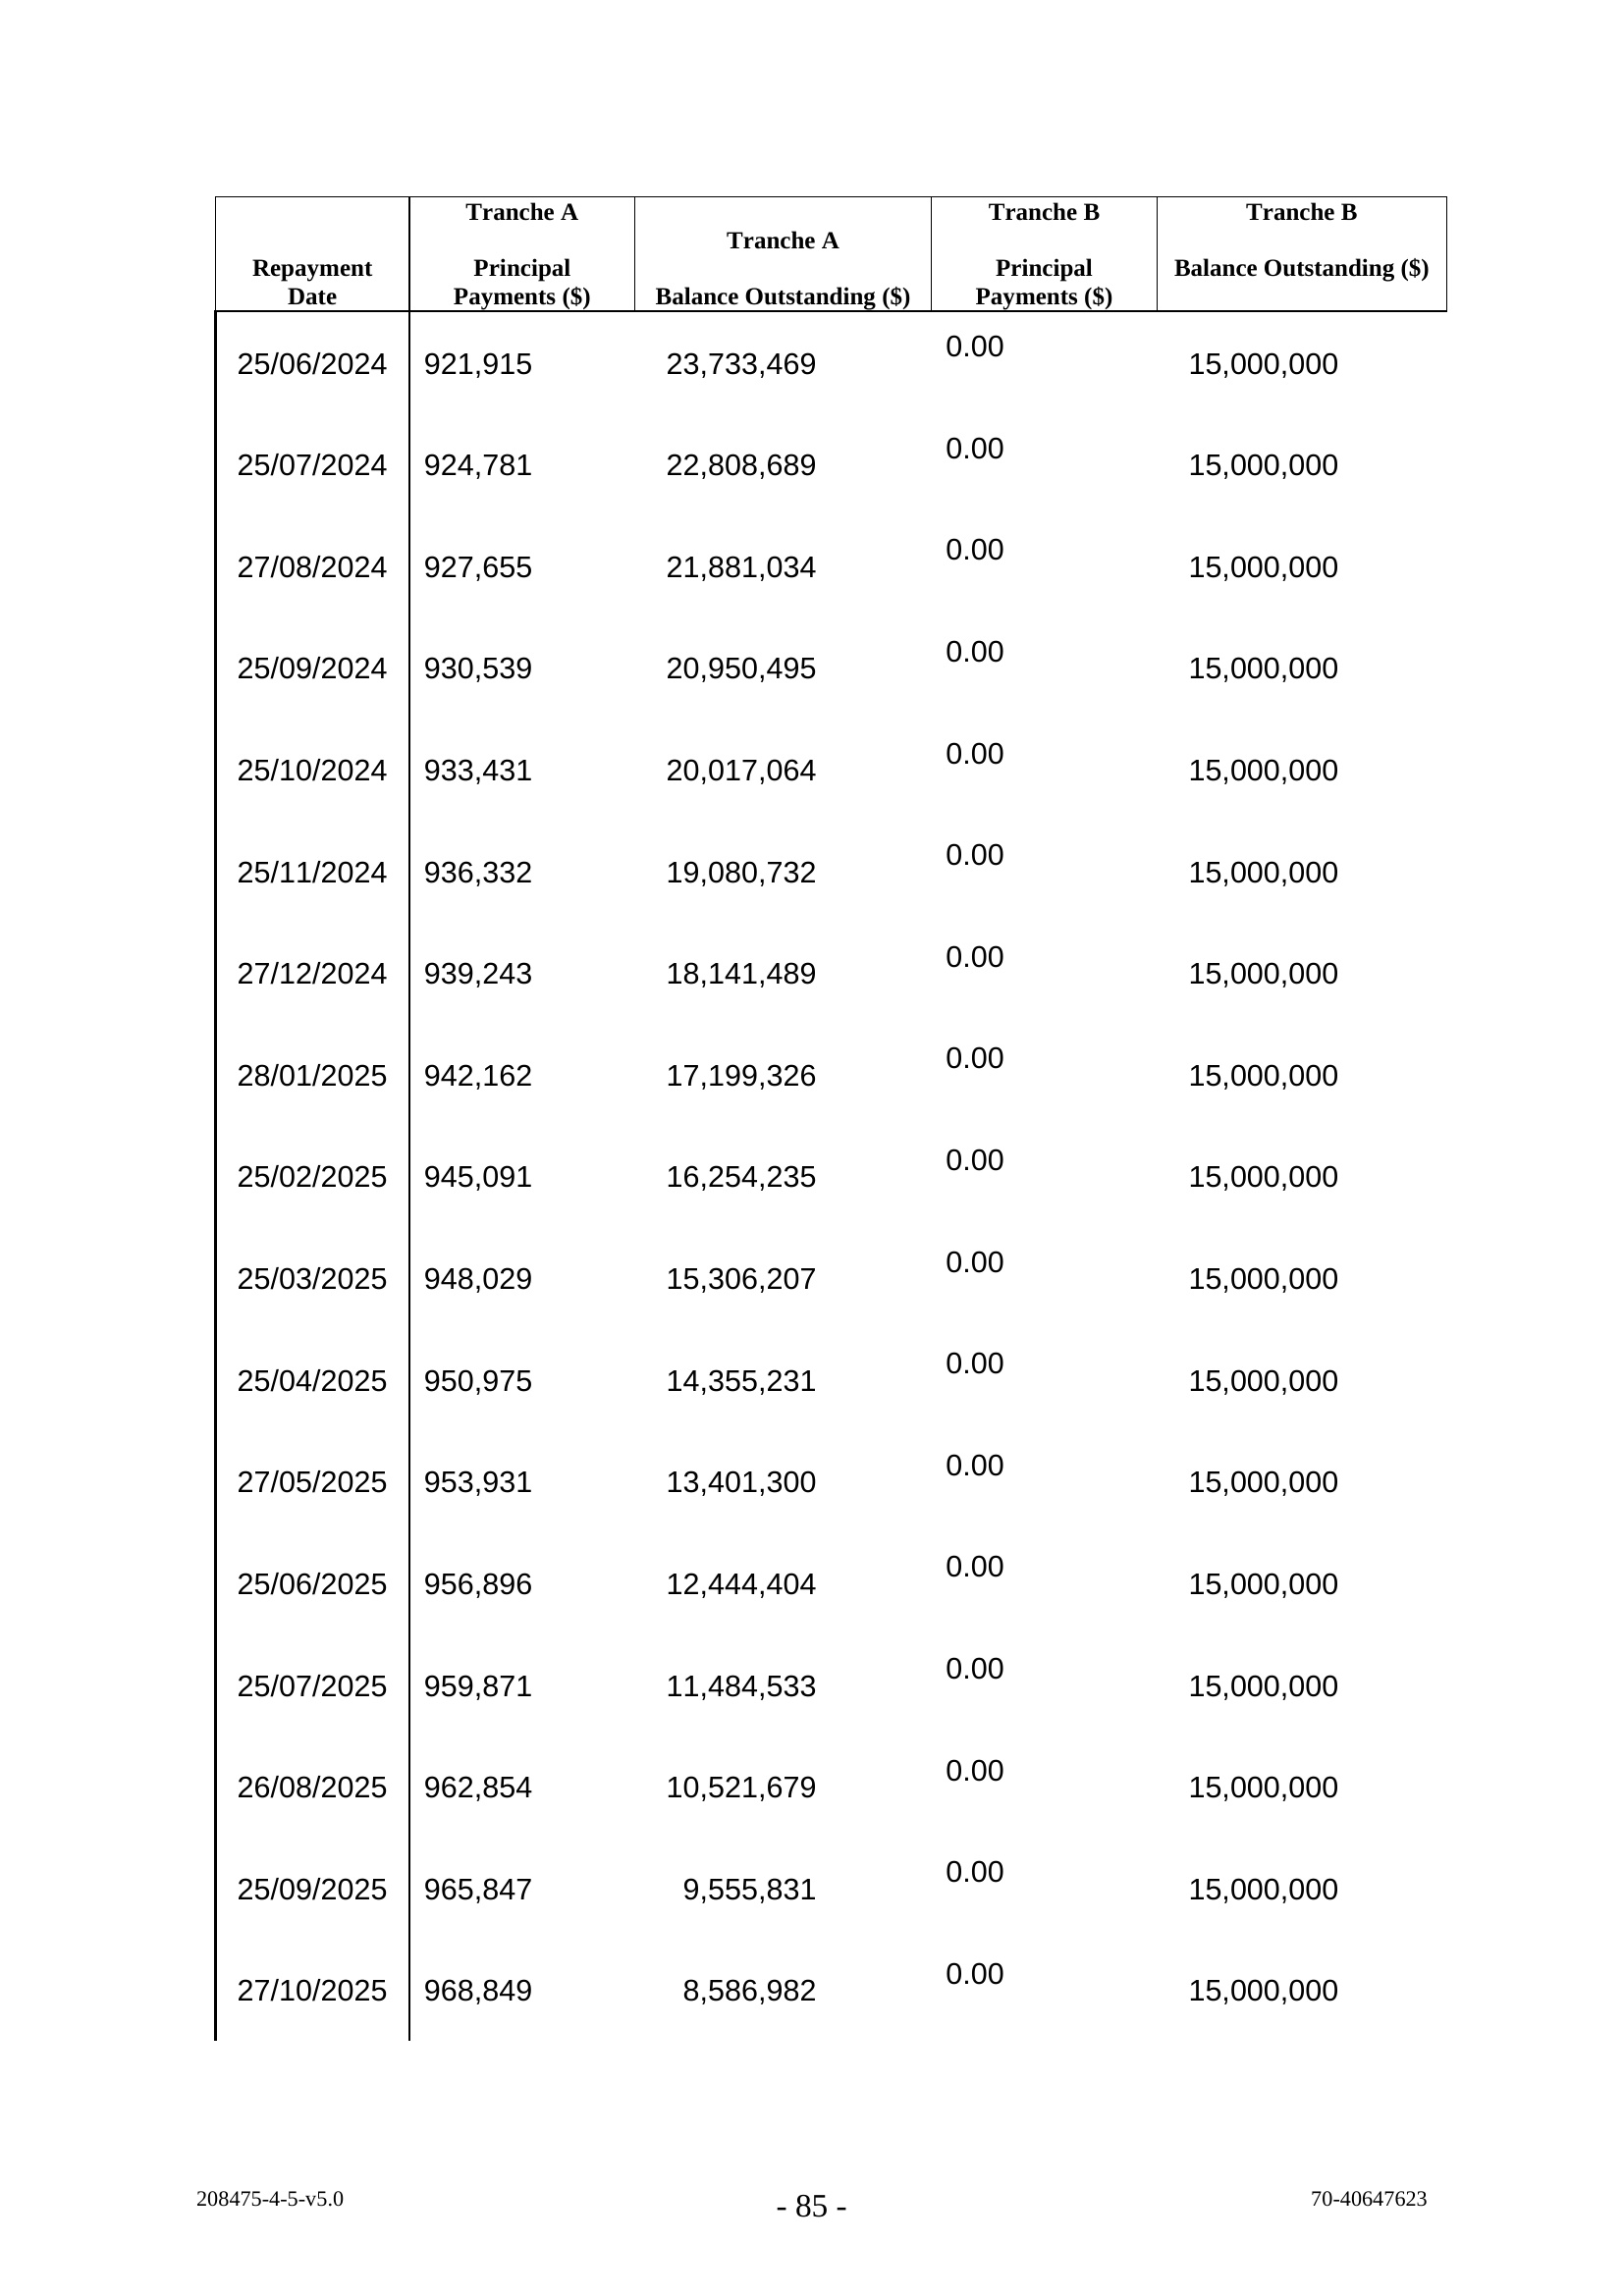 Repayment Date
Tranche A
Principal Payments ($)
Tranche A
Balance Outstanding ($)
Tranche B
Principal Payments ($)
Tranche B
Balance Outstanding ($)
25/06/2024 921,915 23,733,469 0.00 15,000,000
25/07/2024 924,781 22,808,689 0.00 15,000,000
27/08/2024 927,655 21,881,034 0.00 15,000,000
25/09/2024 930,539 20,950,495 0.00 15,000,000
25/10/2024 933,431 20,017,064 0.00 15,000,000
25/11/2024 936,332 19,080,732 0.00 15,000,000
27/12/2024 939,243 18,141,489 0.00 15,000,000
28/01/2025 942,162 17,199,326 0.00 15,000,000
25/02/2025 945,091 16,254,235 0.00 15,000,000
25/03/2025 948,029 15,306,207 0.00 15,000,000
25/04/2025 950,975 14,355,231 0.00 15,000,000
27/05/2025 953,931 13,401,300 0.00 15,000,000
25/06/2025 956,896 12,444,404 0.00 15,000,000
25/07/2025 959,871 11,484,533 0.00 15,000,000
26/08/2025 962,854 10,521,679 0.00 15,000,000
25/09/2025 965,847 9,555,831 0.00 15,000,000
27/10/2025 968,849 8,586,982 0.00 15,000,000
208475-4-5-v5.0 - 85 - 70-40647623